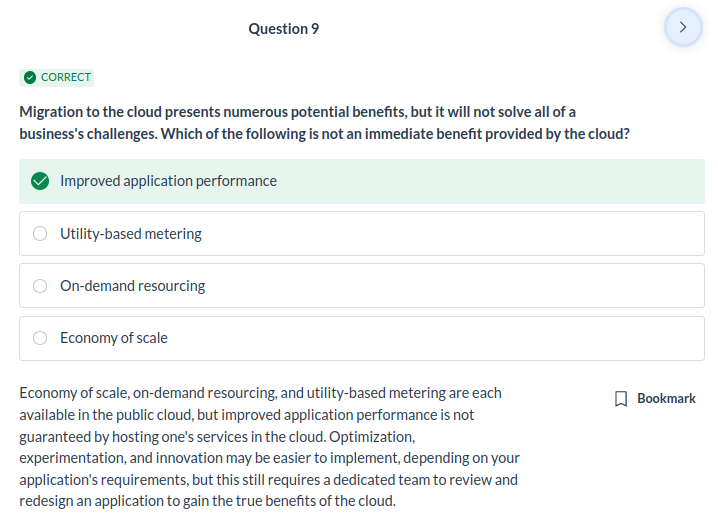 Question 9
CORRECT
Migration to the cloud presents numerous potential benefits, but it will not solve all of a
business's challenges. Which of the following is not an immediate benefit provided by the cloud?
Improved application performance
Utility-based metering
On-demand resourcing
Economy of scale
Economy of scale, on-demand resourcing, and utility-based metering are each
available in the public cloud, but improved application performance is not
guaranteed by hosting one's services in the cloud. Optimization,
experimentation, and innovation may be easier to implement, depending on your
application's requirements, but this still requires a dedicated team to review and
redesign an application to gain the true benefits of the cloud.
Bookmark